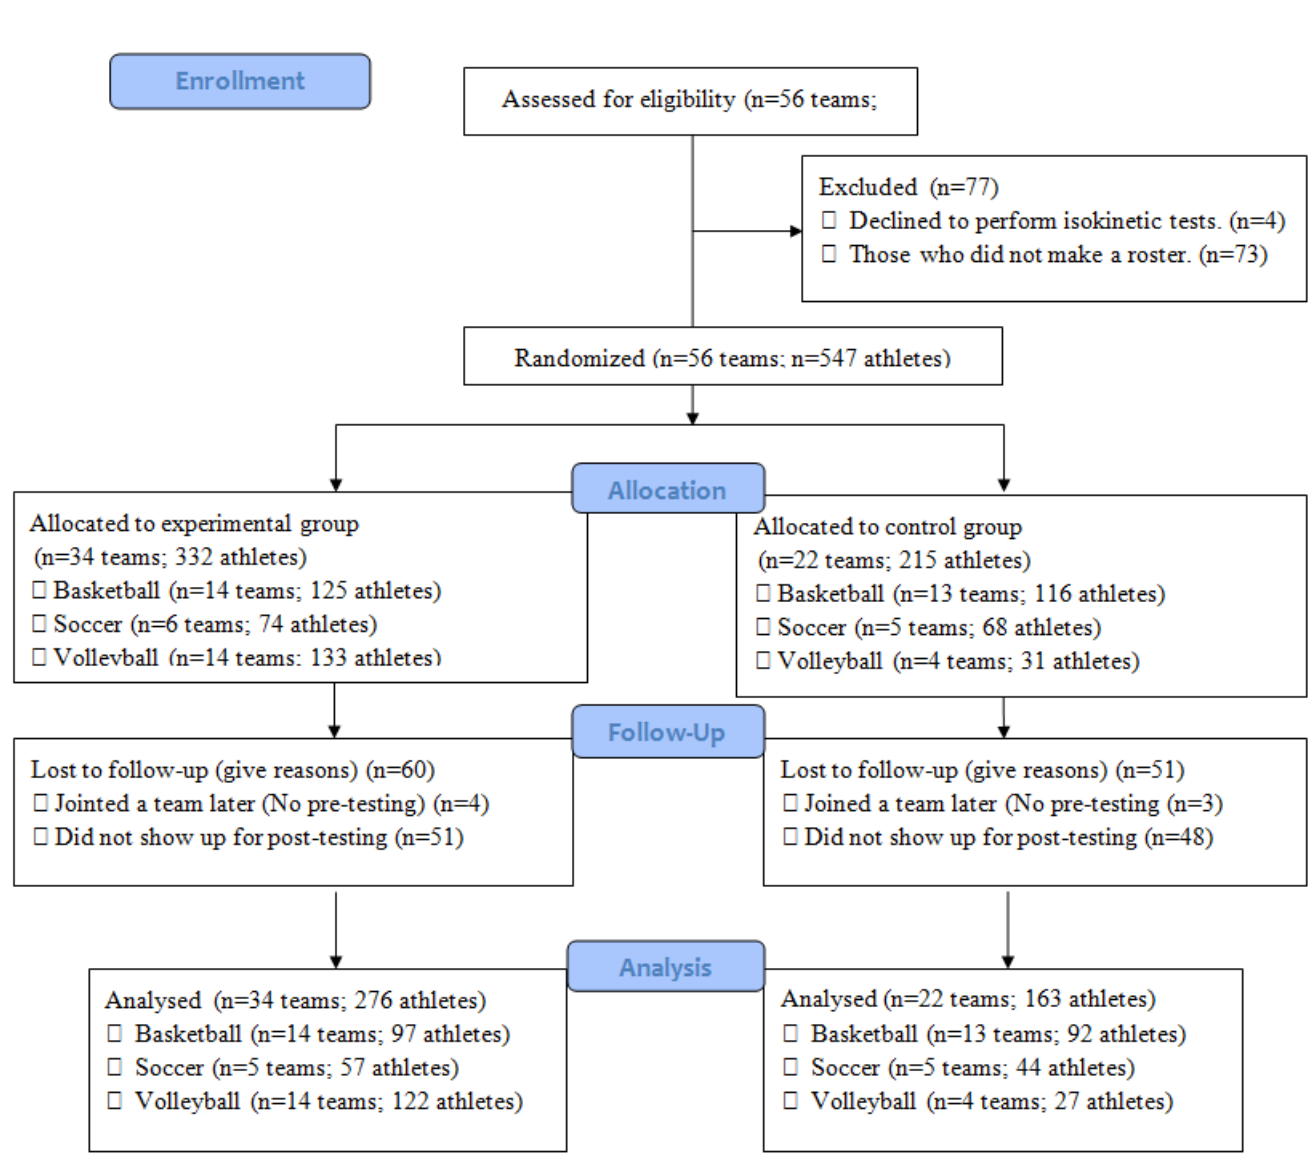 Enrollment
Assessed for eligibility (n=56 teams;
Excluded (n=77)
Declined to perform isokinetic tests. (n=4)
Those who did not make a roster. (n=73)
Randomized (n=56 teams; n=547 athletes)
Allocation
Allocated to experimental group
(n=34 teams; 332 athletes)
Basketball (n=14 teams; 125 athletes)
Soccer (n=6 teams; 74 athletes)
Volleyball (n=14 teams; 133 athletes)
Allocated to control group
(n=22 teams; 215 athletes)
Basketball (n=13 teams; 116 athletes)
Soccer (n=5 teams; 68 athletes)
Volleyball (n=4 teams; 31 athletes)
Follow-Up
Lost to follow-up (give reasons) (n=60)
Jointed a team later (No pre-testing) (n=4)
Did not show up for post-testing (n=51)
Lost to follow-up (give reasons) (n=51)
Joined a team later (No pre-testing (n=3)
Did not show up for post-testing (n=48)
Analysis
Analysed (n=34 teams; 276 athletes)
Basketball (n=14 teams; 97 athletes)
Soccer (n=5 teams; 57 athletes)
Volleyball (n=14 teams; 122 athletes)
Analysed (n=22 teams; 163 athletes)
Basketball (n=13 teams; 92 athletes)
Soccer (n=5 teams; 44 athletes)
Volleyball (n=4 teams; 27 athletes)